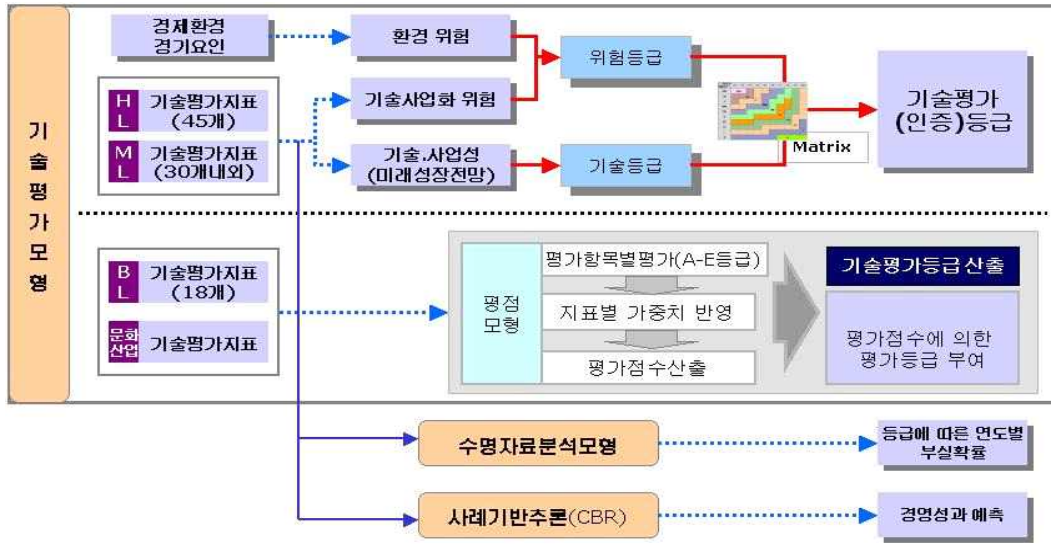 기술평가모형
경제환경
경기요인
환경 위험
위험등급
H
L
기술평가지표
(45개)
기술사업화 위험
M
L
기술평가지표
(30개내외)
기술.사업성
(미래성장전망)
기술등급
Matrix
기술평가
(인증)등급
B
L
기술평가지표
(18개)
문화
산업
기술평가지표
평점
모형
평가항목별평가(A-E등급)
지표별 가중치 반영
평가점수산출
기술평가등급 산출
평가점수에 의한
평가등급 부여
수명자료분석모형
등급에 따른 연도별
부실확률
사례기반추론(CBR)
경영성과 예측